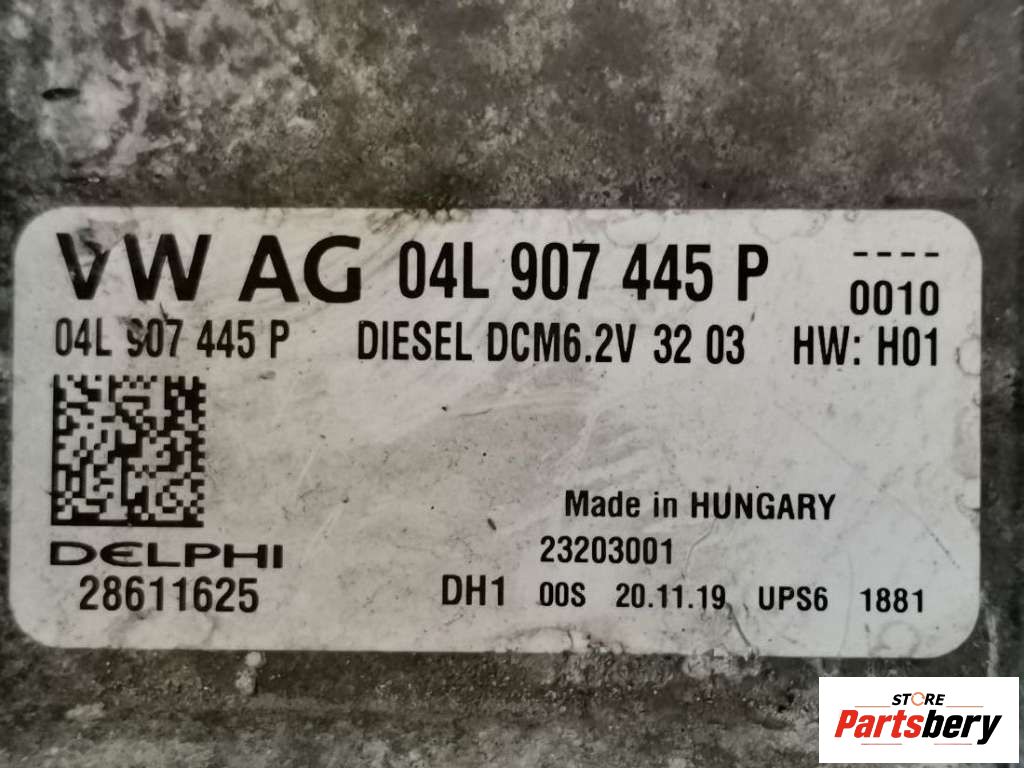 VW AG 04L 907 445 P ----
0010
04L 907 445 P DIESEL DCM6.2V 32 03 HW: H01
Made in HUNGARY
DELPHI 23203001
28611625 DH1 00S 20.11.19 UPS6 1881
STORE
Partsbery